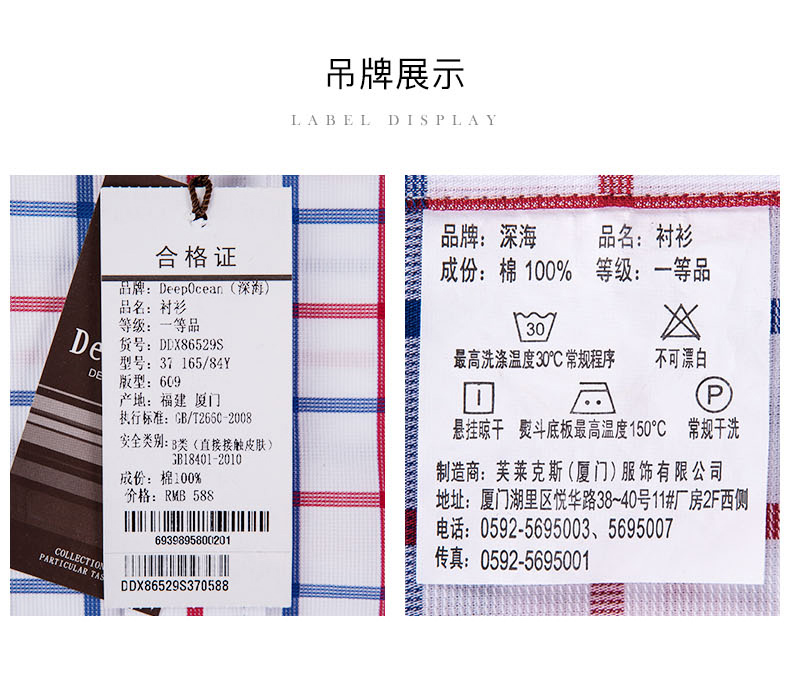 吊牌展示
LABEL DISPLAY
合格证
品牌：DeepOcean（深海）
品名：衬衫
等级：一等品
货号：DDX86529S
型号：37 165/84Y
版型：609
产地：福建 厦门
执行标准：GB/T2660-2008
安全类别：B类（直接接触皮肤）
GB18401-2010
成份：棉100%
价格：RMB 588
6939895800201
DDX86529S370588
De
DE
COLLECTION
PARTICULAR TAS
品牌：深海 品名：衬衫
成份：棉 100% 等级：一等品
30
最高洗涤温度30℃常规程序 不可漂白
P
悬挂晾干 熨斗底板最高温度150°C 常规干洗
制造商：芙莱克斯(厦门)服饰有限公司
地址：厦门湖里区悦华路38~40号11#厂房2F西侧
电话：0592-5695003、5695007
传真：0592-5695001